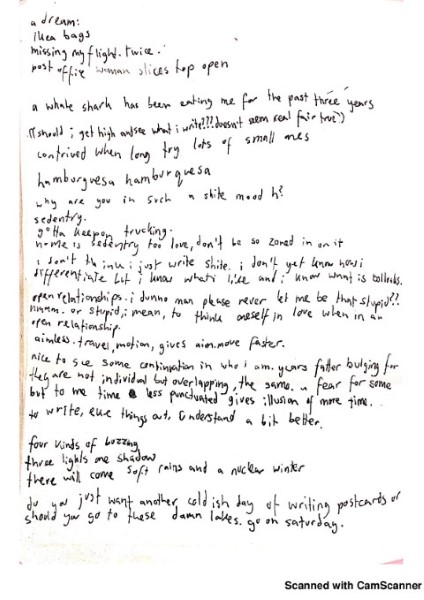 a dream:
ikea bags
missing my flight. twice.
post office woman slices top open
a whale shark has been eating me for the past three years
(should i get high and see what i write??? doesn't seem real fair true?)
contrived when long try lots of small ones
hamburguesa hamburquesa
why are you in such a shite mood h?
sedentry.
gotta keep on trucking.
home is sedentry too love, don't be so zoned in on it
i don't think i just write shite. i don't yet know how i
differentiate but i know what i like and i know what is bollocks.
open relationships. i dunno man please never let me be that stupid??
hmmm. or stupid, i mean, to think oneself in love when in an
open relationship.
aimless. travel, motion, gives aim. move faster.
nice to see some continuation in who i am. years fatter bulging for
they are not individual but overlapping, the same. a fear for some
but to me time less punctuated gives illusion of more time.
to write, eke things out. understand a bit better.
four kinds of buzzing
three lights one shadow
there will come soft rains and a nuclear winter
do you just want another cold ish day of writing postcards or
should you go to these damn lakes. go on saturday.
Scanned with CamScanner